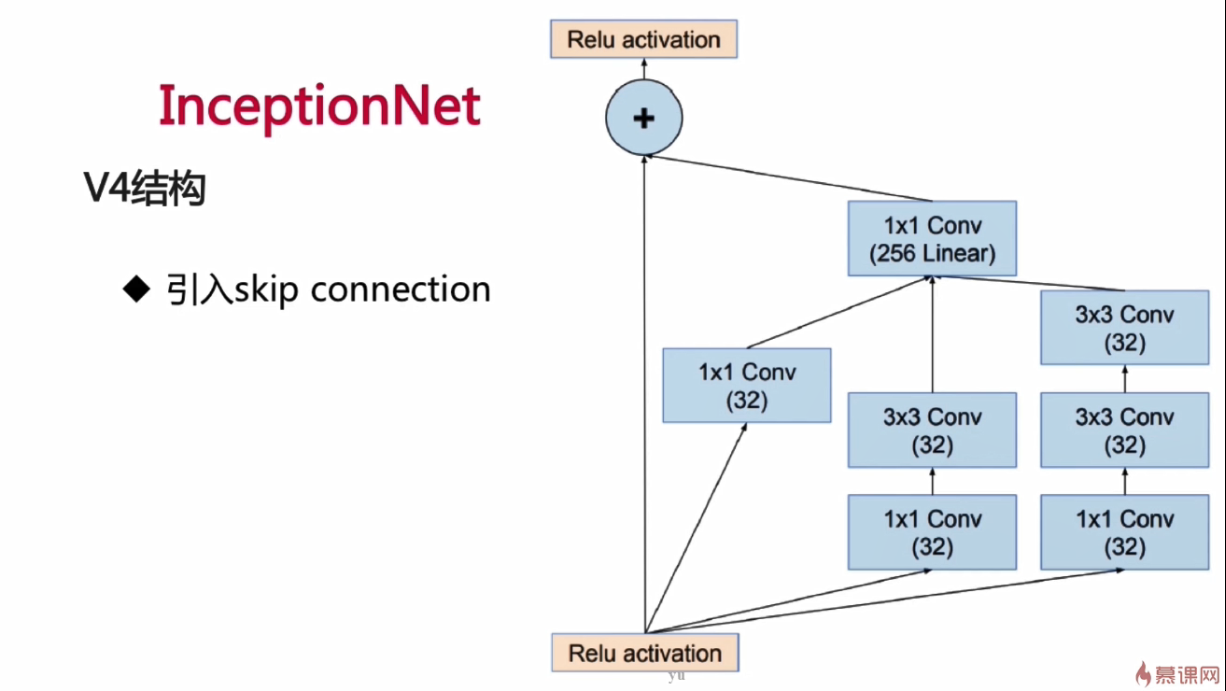 InceptionNet
V4结构
◆ 引入skip connection
Relu activation
+
1x1 Conv
(256 Linear)
3x3 Conv
(32)
1x1 Conv
(32)
3x3 Conv
(32)
3x3 Conv
(32)
1x1 Conv
(32)
1x1 Conv
(32)
Relu activation
yu
慕课网